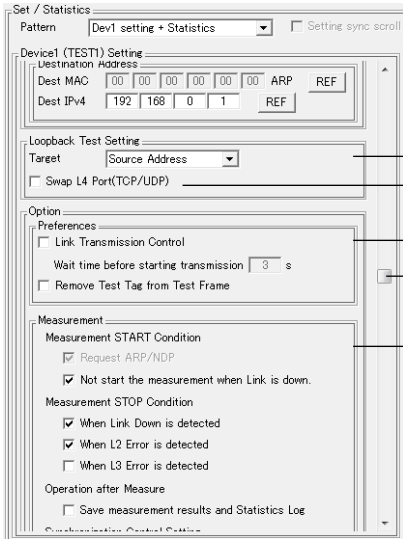 Set / Statistics
Pattern Dev1 setting + Statistics Setting sync scroll
Device1 (TEST1) Setting
Destination Address
Dest MAC 00 00 00 00 00 00 ARP REF
Dest IPv4 192 168 0 1 REF
Loopback Test Setting
Target Source Address
Swap L4 Port(TCP/UDP)
Option
Preferences
Link Transmission Control
Wait time before starting transmission 3 s
Remove Test Tag from Test Frame
Measurement
Measurement START Condition
Request ARP/NDP
Not start the measurement when Link is down.
Measurement STOP Condition
When Link Down is detected
When L2 Error is detected
When L3 Error is detected
Operation after Measure
Save measurement results and Statistics Log
Synchronization Control Setting